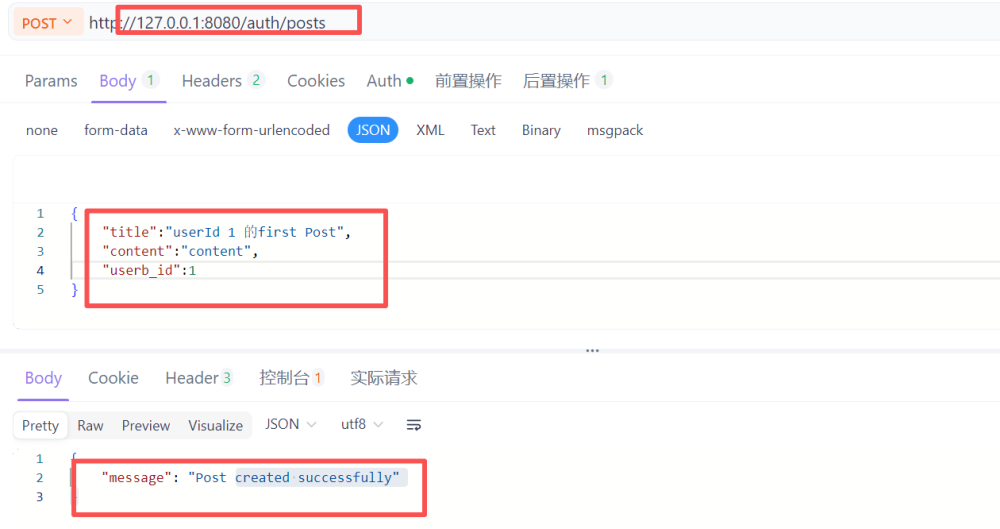 POST http://127.0.0.1:8080/auth/posts
Params Body 1 Headers 2 Cookies Auth 前置操作 后置操作 1
none form-data x-www-form-urlencoded JSON XML Text Binary msgpack
1 {
2 "title":"userId 1 的first Post",
3 "content":"content",
4 "userb_id":1
5 }
Body Cookie Header 3 控制台 1 实际请求
Pretty Raw Preview Visualize JSON utf8
1 {
2 "message": "Post created successfully"
3